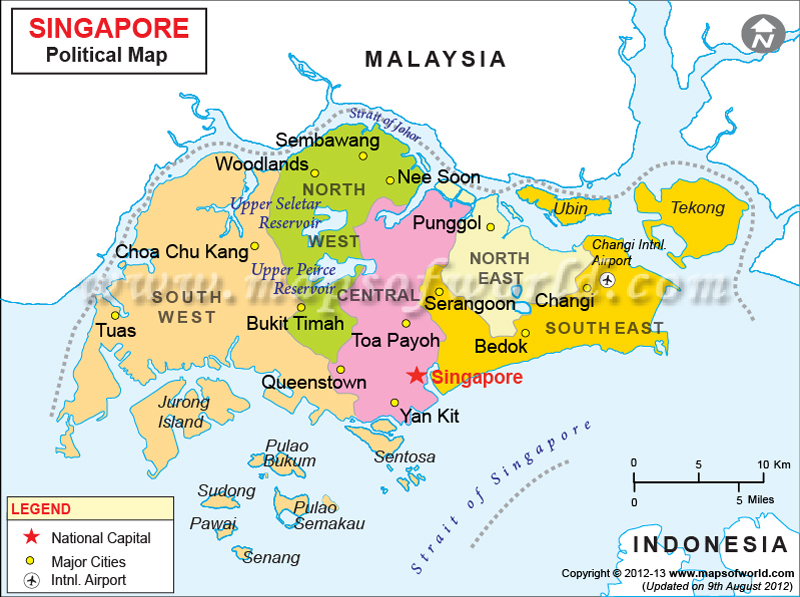 SINGAPORE
Political Map
MALAYSIA
N
Strait of Johor
Sembawang
Woodlands
Nee Soon
NORTH
WEST
Upper Seletar
Reservoir
Punggol
Ubin
Tekong
Choa Chu Kang
Changi Intnl.
Airport
NORTH
EAST
Upper Peirce
Reservoir
www.mapsofworld.com
SOUTH
WEST
CENTRAL
Serangoon
Changi
Tuas
Bukit Timah
Toa Payoh
SOUTH EAST
Bedok
Queenstown
Singapore
Jurong
Island
Yan Kit
Sentosa
Pulao
Bukum
Sudong
Pulao
Semakau
Pawai
Senang
Strait of Singapore
0 5 10 Km
0 5 Miles
LEGEND
National Capital
Major Cities
Intnl. Airport
INDONESIA
Copyright © 2012-13 www.mapsofworld.com
(Updated on 9th August 2012)